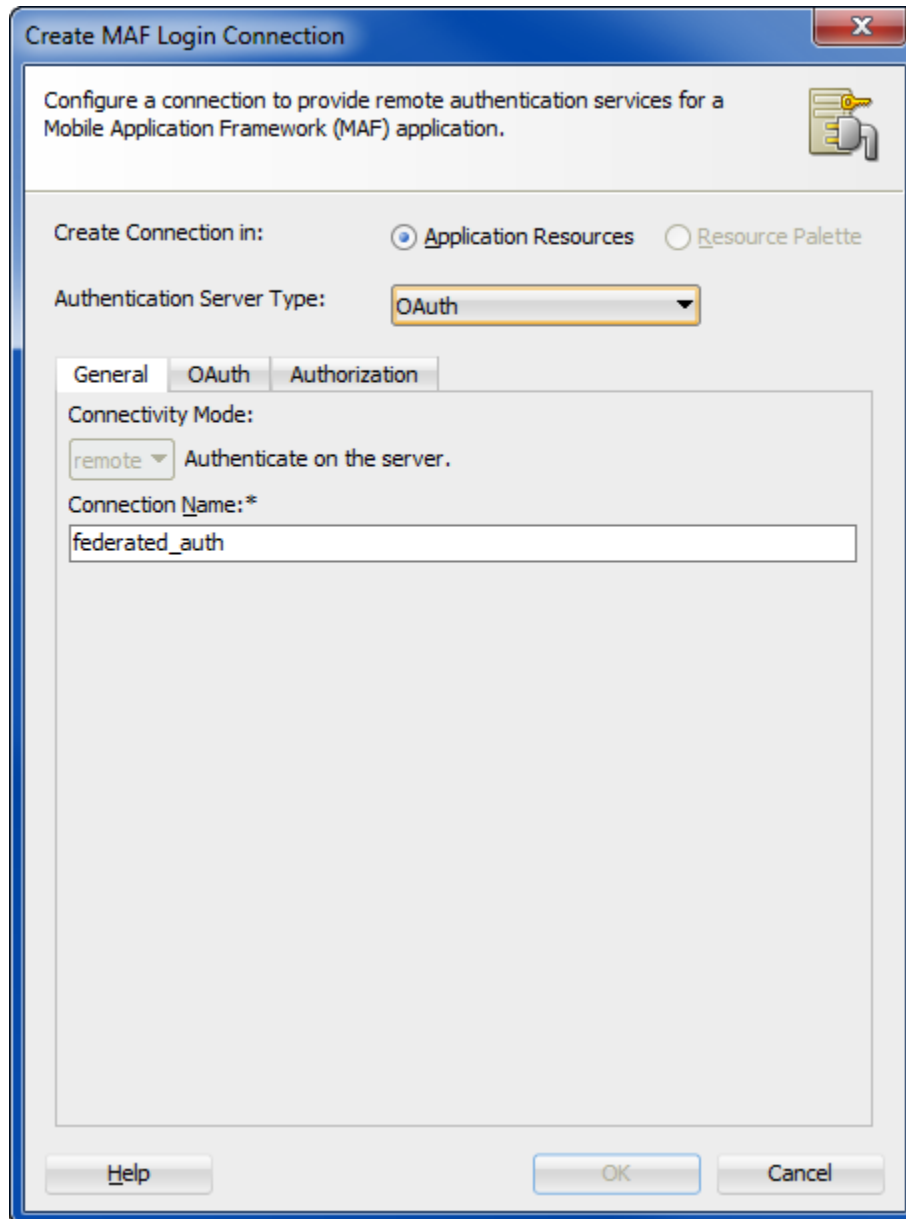 Create MAF Login Connection
Configure a connection to provide remote authentication services for a
Mobile Application Framework (MAF) application.
Create Connection in: Application Resources Resource Palette
Authentication Server Type: OAuth
General OAuth Authorization
Connectivity Mode:
remote Authenticate on the server.
Connection Name:*
federated_auth
Help OK Cancel